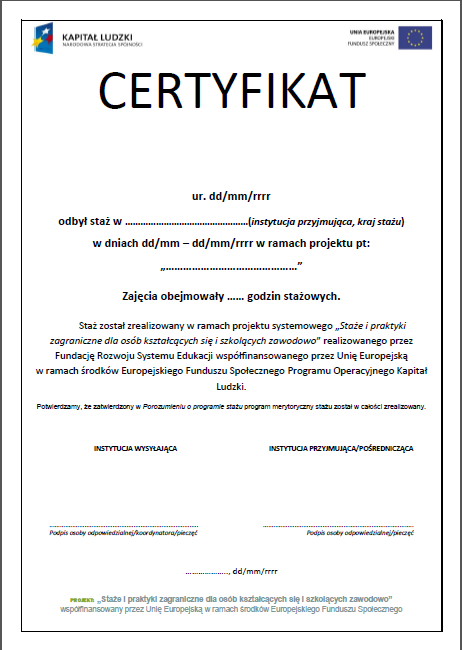 KAPITAŁ LUDZKI
NARODOWA STRATEGIA SPÓJNOŚCI
UNIA EUROPEJSKA
EUROPEJSKI
FUNDUSZ SPOŁECZNY
CERTYFIKAT
ur. dd/mm/rrrr
odbył staż w ………………………………………….(instytucja przyjmująca, kraj stażu)
w dniach dd/mm – dd/mm/rrrr w ramach projektu pt:
„……………………………………”
Zajęcia obejmowały …… godzin stażowych.
Staż został zrealizowany w ramach projektu systemowego „Staże i praktyki
zagraniczne dla osób kształcących się i szkolących zawodowo” realizowanego przez
Fundację Rozwoju Systemu Edukacji współfinansowanego przez Unię Europejską
w ramach środków Europejskiego Funduszu Społecznego Programu Operacyjnego Kapitał
Ludzki.
Potwierdzamy, że zatwierdzony w Porozumieniu o programie stażu program merytoryczny stażu został w całości zrealizowany.
INSTYTUCJA WYSYŁAJĄCA INSTYTUCJA PRZYJMUJĄCA/POŚREDNICZĄCA
…………………………………………………… ……………………………………………………
Podpis osoby odpowiedzialnej/koordynatora/pieczęć Podpis osoby odpowiedzialnej/pieczęć
……………….., dd/mm/rrrr
PROJEKT: „Staże i praktyki zagraniczne dla osób kształcących się i szkolących zawodowo”
współfinansowany przez Unię Europejską w ramach środków Europejskiego Funduszu Społecznego